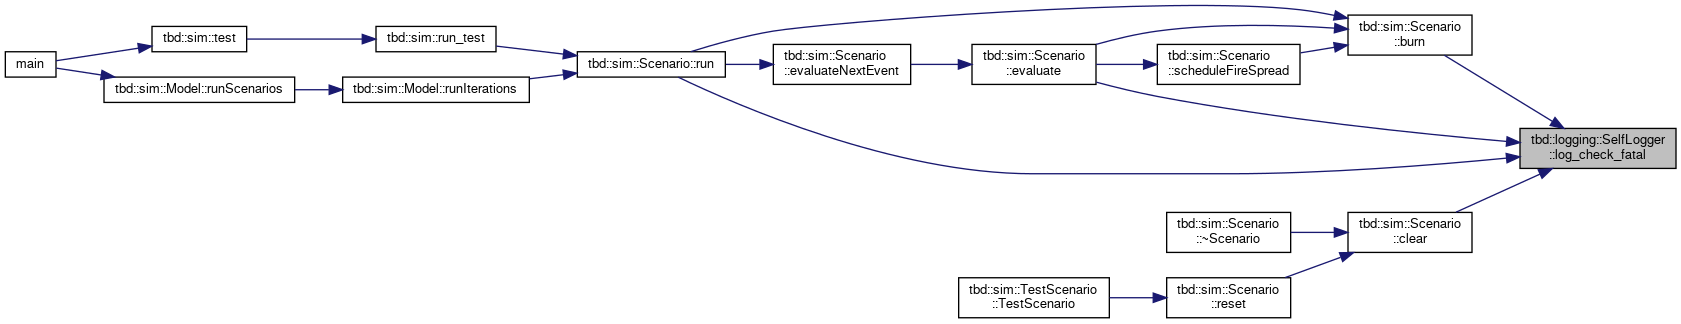 main
tbd::sim::test
tbd::sim::Model::runScenarios
tbd::sim::run_test
tbd::sim::Model::runIterations
tbd::sim::Scenario::run
tbd::sim::Scenario
::evaluateNextEvent
tbd::sim::Scenario
::evaluate
tbd::sim::Scenario
::scheduleFireSpread
tbd::sim::Scenario
::burn
tbd::logging::SelfLogger
::log_check_fatal
tbd::sim::Scenario
::~Scenario
tbd::sim::Scenario
::clear
tbd::sim::TestScenario
::TestScenario
tbd::sim::Scenario
::reset